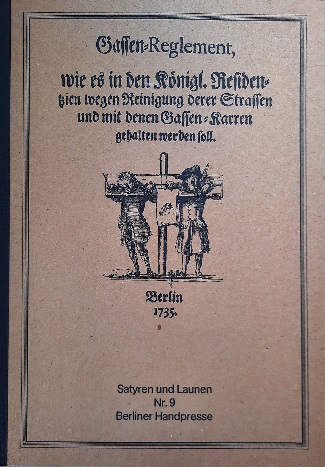 Gassen-Reglement,
wie es in den Königl. Residen-
tzien wegen Reinigung derer Strassen
und mit denen Gassen-Karren
gehalten werden soll.
Berlin
1735.
Satyren und Launen
Nr. 9
Berliner Handpresse